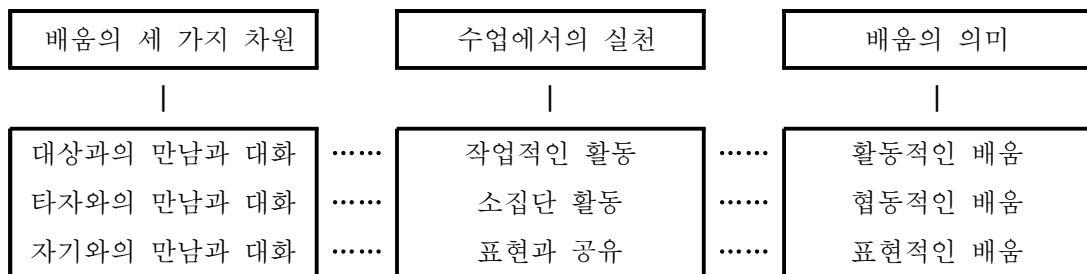 배움의 세 가지 차원 수업에서의 실천 배움의 의미
| | |
대상과의 만남과 대화 …… 작업적인 활동 …… 활동적인 배움
타자와의 만남과 대화 …… 소집단 활동 …… 협동적인 배움
자기와의 만남과 대화 …… 표현과 공유 …… 표현적인 배움